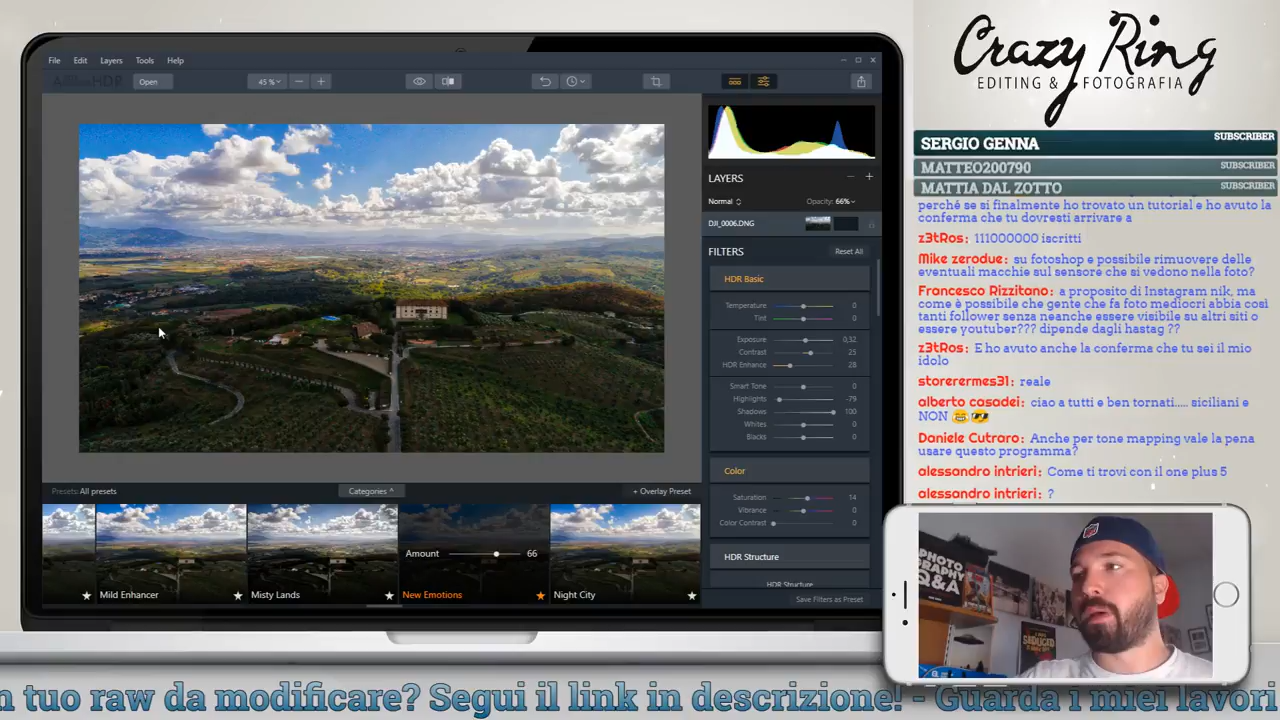 Crazy Ring
EDITING & FOTOGRAFIA
File Edit Layers Tools Help
HDR Open 45 %
SERGIO GENNA SUBSCRIBER
MATTEO200790 SUBSCRIBER
MATTIA DAL ZOTTO SUBSCRIBER
perché se si finalmente ho trovato un tutorial e ho avuto la
conferma che tu dovresti arrivare a
z3tRos: 111000000 iscritti
Mike zerodue: su fotoshop e possibile rimuovere delle
eventuali macchie sul sensore che si vedono nella foto?
Francesco Rizzitano: a proposito di Instagram nik, ma
come è possibile che gente che fa foto mediocri abbia così
tanti follower senza neanche essere visibile su altri siti o
essere youtuber??? dipende dagli hastag ??
z3tRos: E ho avuto anche la conferma che tu sei il mio
idolo
storerermes31: reale
alberto casadei: ciao a tutti e ben tornati..... siciliani e
NON 😂😎
Daniele Cutraro: Anche per tone mapping vale la pena
usare questo programma?
alessandro intrieri: Come ti trovi con il one plus 5
alessandro intrieri: ?
LAYERS
Normal Opacity: 66%
DJI_0006.DNG
FILTERS Reset All
HDR Basic
Temperature 0
Tint 0
Exposure 0,32
Contrast 25
HDR Enhance 28
Smart Tone 0
Highlights -79
Shadows 100
Whites 0
Blacks 0
Color
Saturation 14
Vibrance 0
Color Contrast 0
HDR Structure
HDR Structure
Save Filters as Preset
Presets: All presets Categories ^ + Overlay Preset
Amount 66
Mild Enhancer Misty Lands New Emotions Night City
PHOTOGRAPHY
Q&A
SEDUCED
n tuo raw da modificare? Segui il link in descrizione! - Guarda i miei lavori